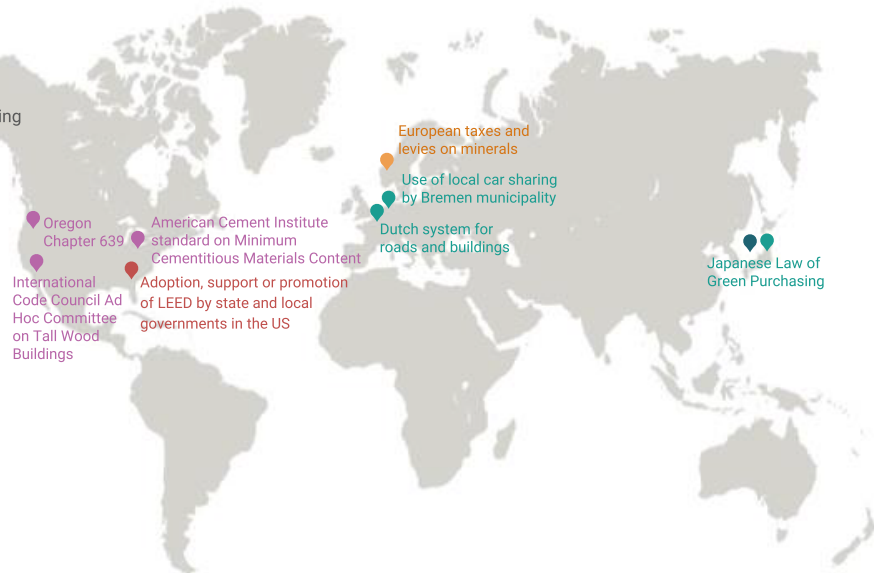 ing
European taxes and
levies on minerals
Use of local car sharing
by Bremen municipality
Dutch system for
roads and buildings
Oregon
Chapter 639
American Cement Institute
standard on Minimum
Cementitious Materials Content
International
Code Council Ad
Hoc Committee
on Tall Wood
Buildings
Adoption, support or promotion
of LEED by state and local
governments in the US
Japanese Law of
Green Purchasing